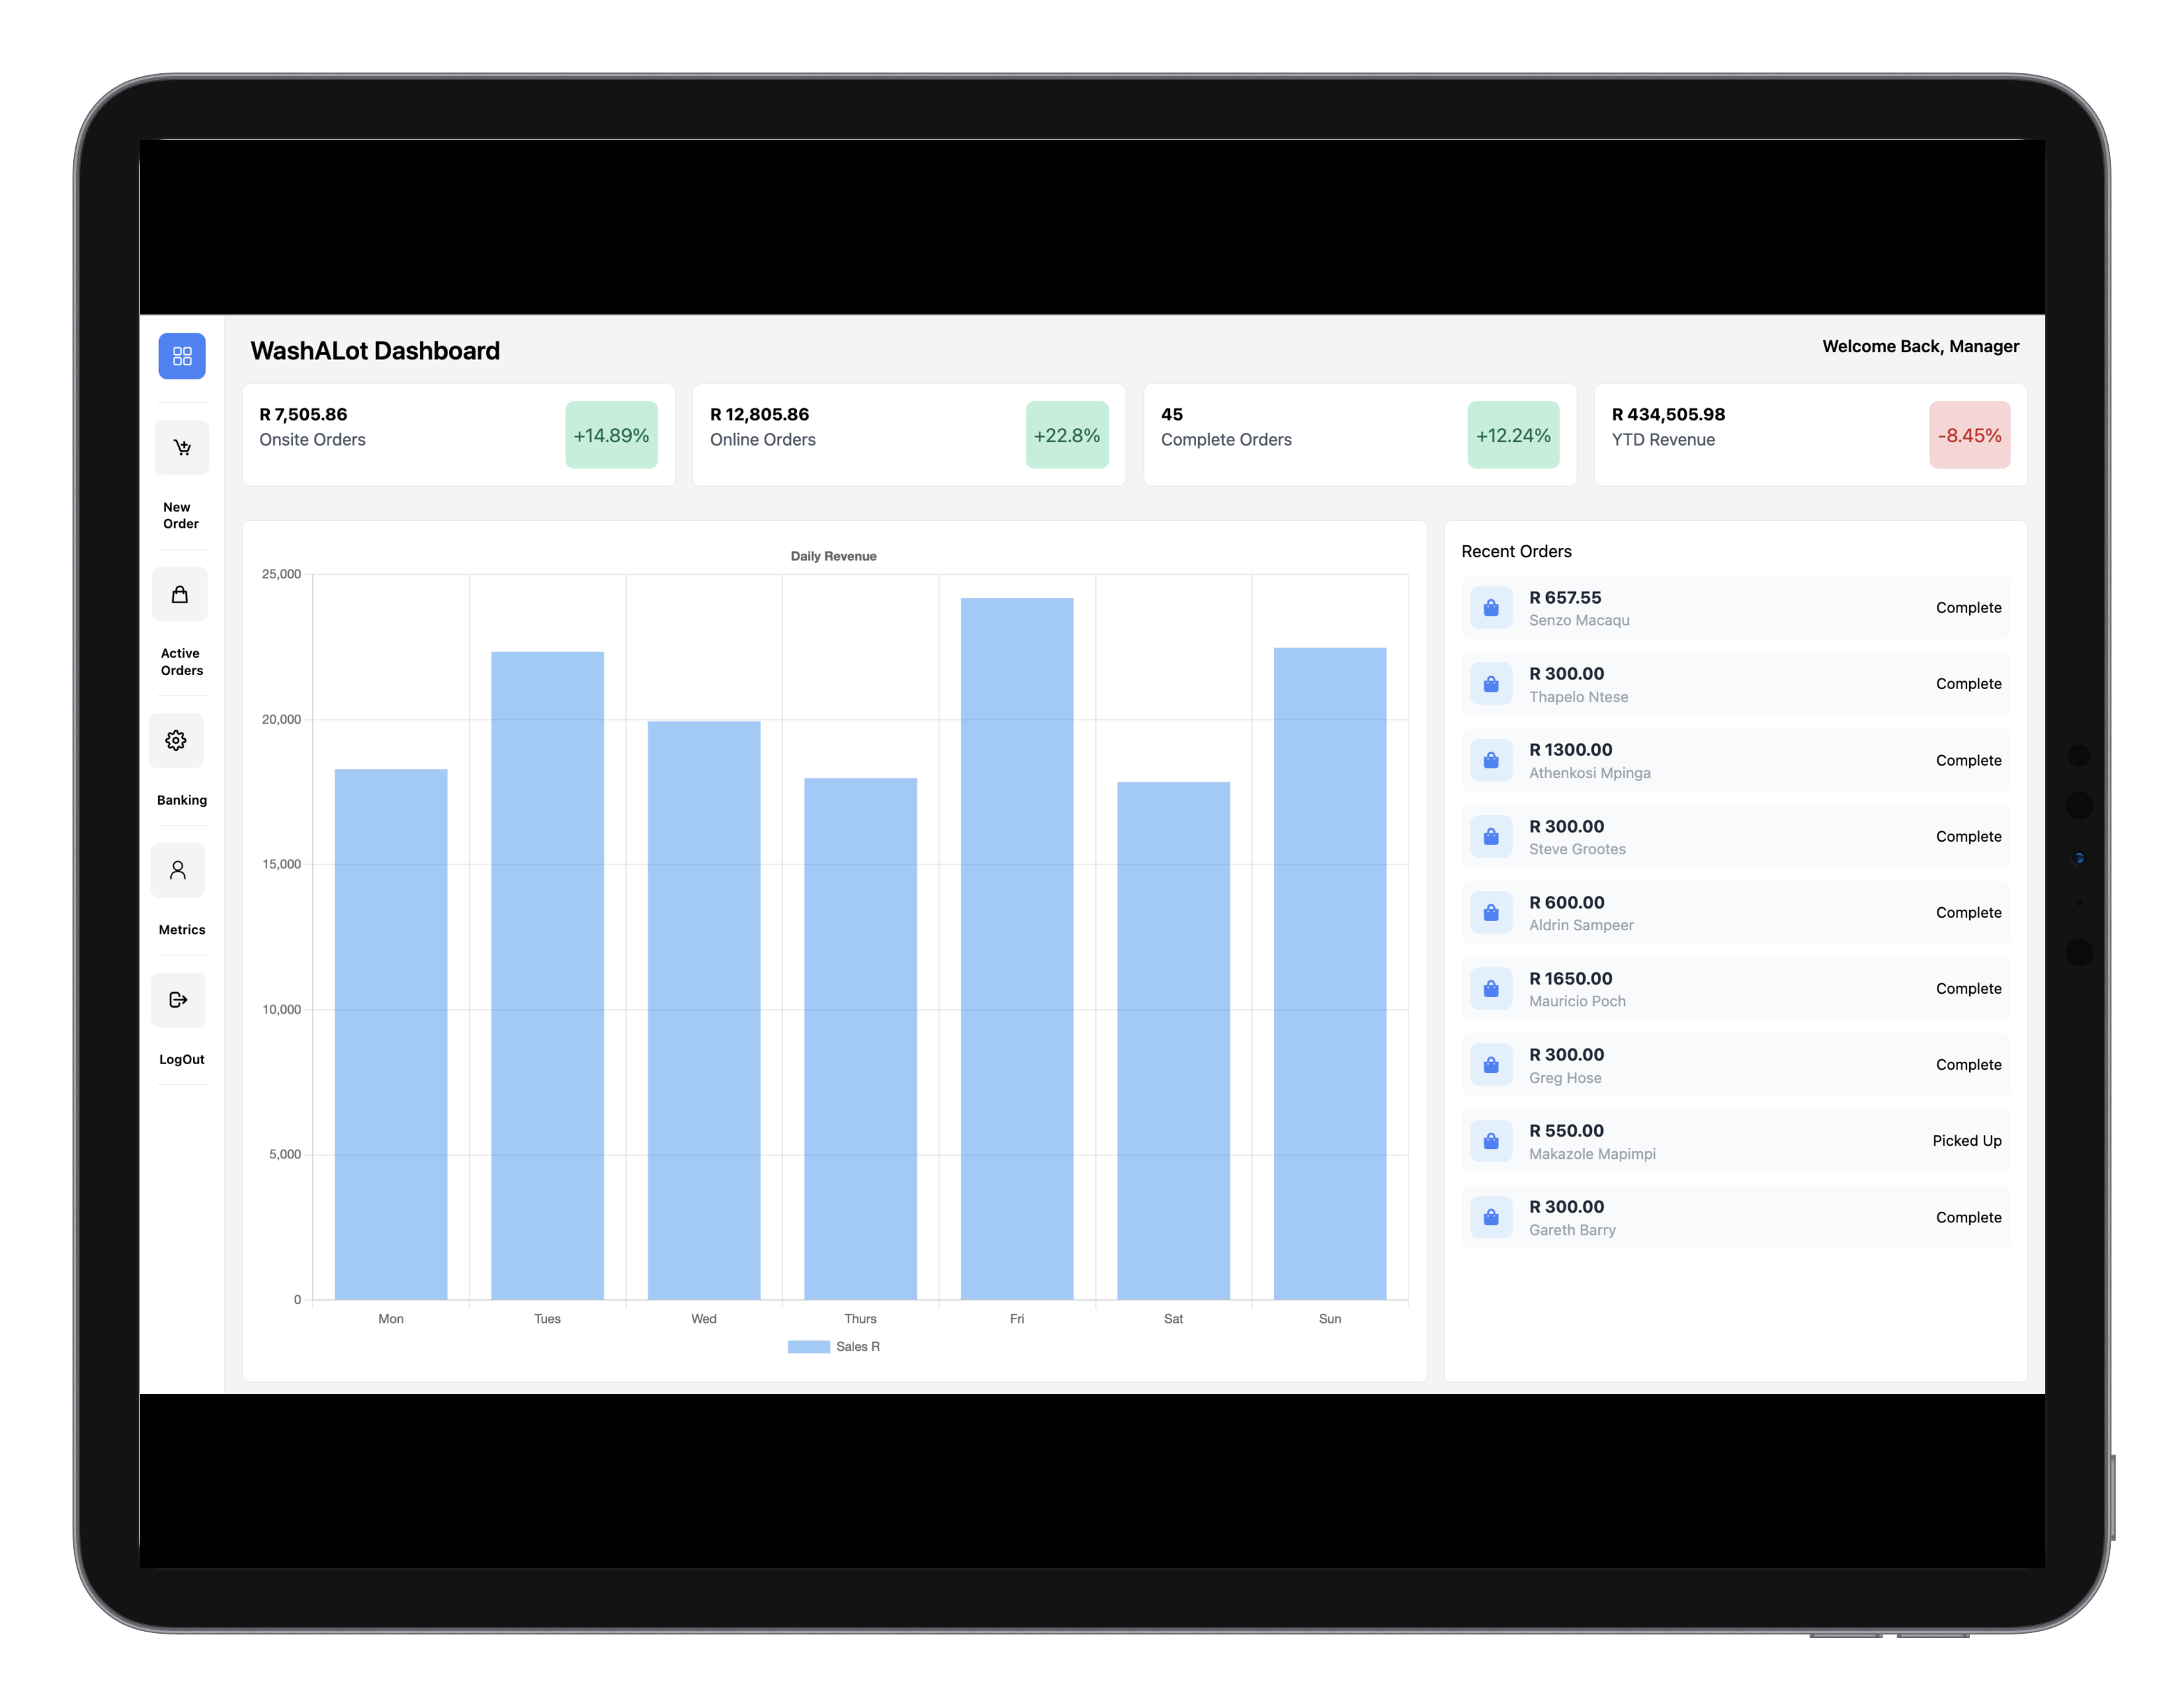 WashALot Dashboard
Welcome Back, Manager
New
Order
Active
Orders
Banking
Metrics
LogOut
R 7,505.86
Onsite Orders
+14.89%
R 12,805.86
Online Orders
+22.8%
45
Complete Orders
+12.24%
R 434,505.98
YTD Revenue
-8.45%
Daily Revenue
25,000
20,000
15,000
10,000
5,000
0
Mon Tues Wed Thurs Fri Sat Sun
Sales R
Recent Orders
R 657.55
Senzo Macaqu
Complete
R 300.00
Thapelo Ntese
Complete
R 1300.00
Athenkosi Mpinga
Complete
R 300.00
Steve Grootes
Complete
R 600.00
Aldrin Sampeer
Complete
R 1650.00
Mauricio Poch
Complete
R 300.00
Greg Hose
Complete
R 550.00
Makazole Mapimpi
Picked Up
R 300.00
Gareth Barry
Complete